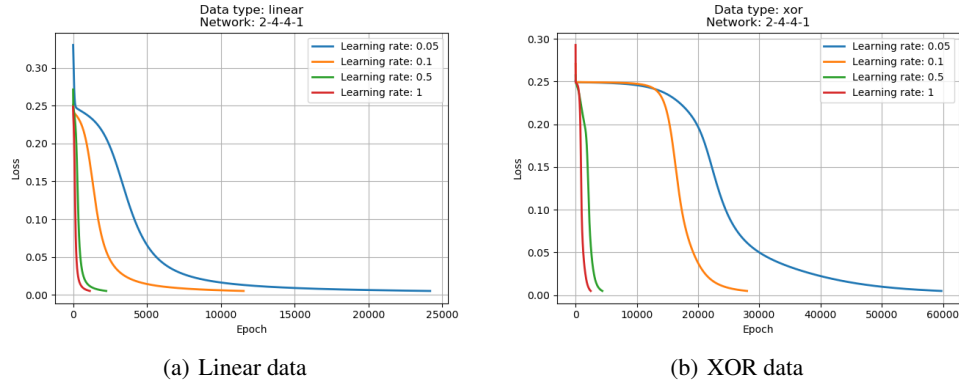 Data type: linear
Network: 2-4-4-1
Loss
0.30
0.25
0.20
0.15
0.10
0.05
0.00
Learning rate: 0.05
Learning rate: 0.1
Learning rate: 0.5
Learning rate: 1
0
5000
10000
15000
20000
25000
Epoch
(a) Linear data
Data type: xor
Network: 2-4-4-1
Loss
0.30
0.25
0.20
0.15
0.10
0.05
0.00
Learning rate: 0.05
Learning rate: 0.1
Learning rate: 0.5
Learning rate: 1
0
10000
20000
30000
40000
50000
60000
Epoch
(b) XOR data